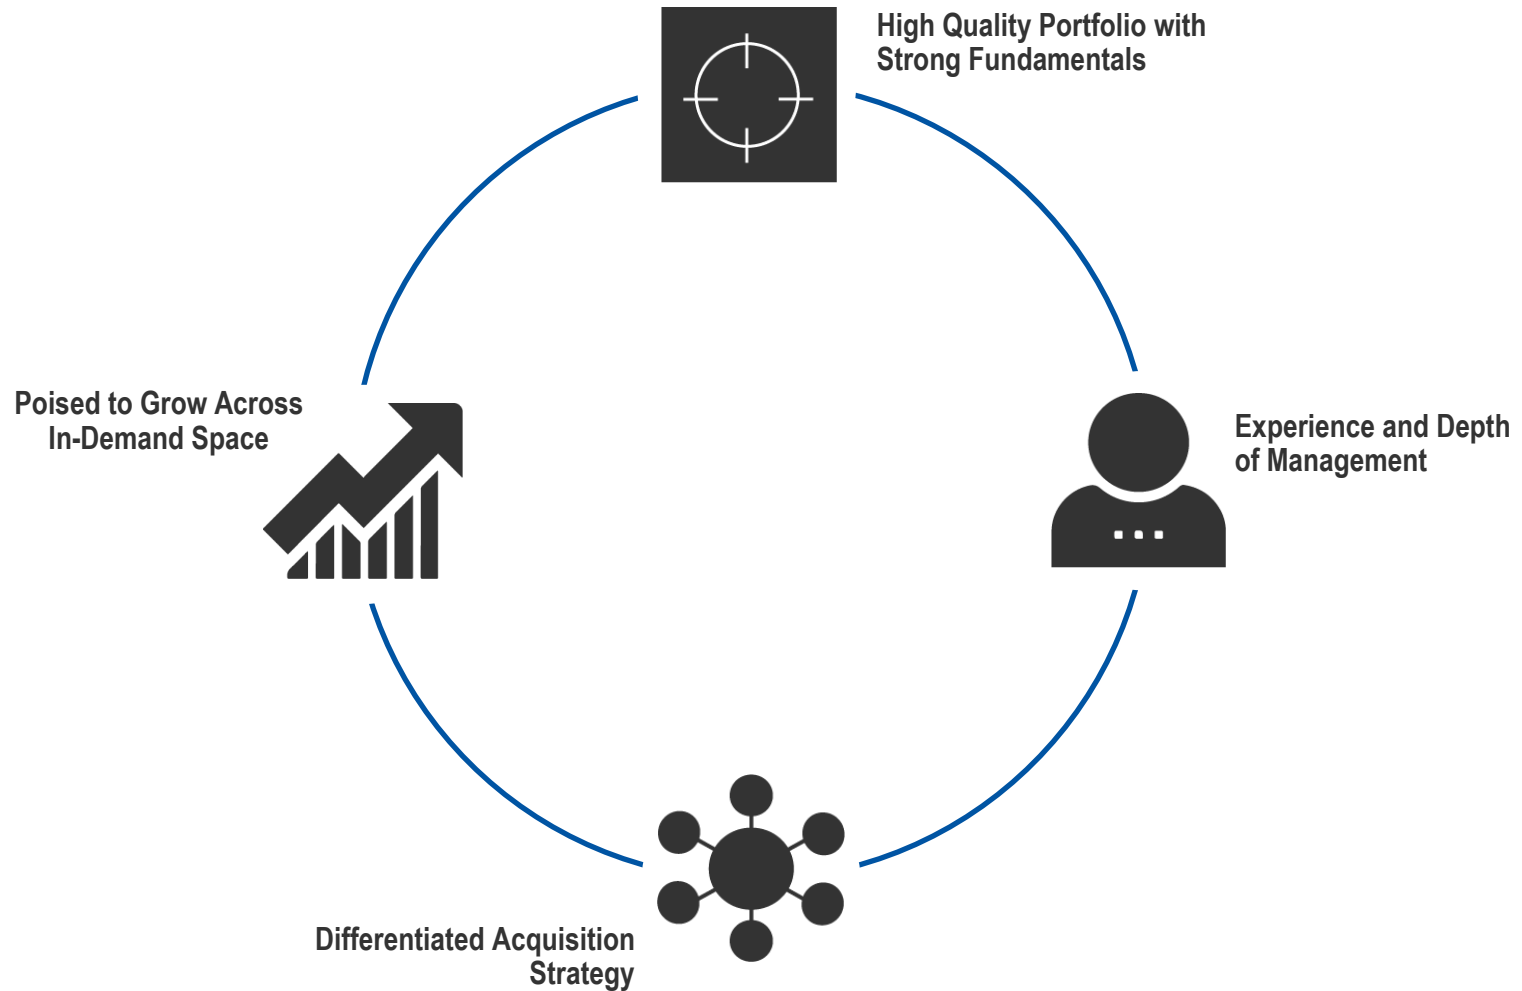 High Quality Portfolio with
Strong Fundamentals
Poised to Grow Across
In-Demand Space
Experience and Depth
of Management
Differentiated Acquisition
Strategy